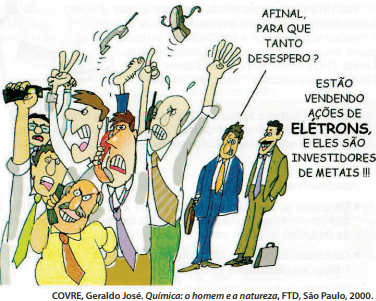 AFINAL,
PARA QUE
TANTO
DESESPERO ?
ESTÃO
VENDENDO
AÇÕES DE
ELÉTRONS,
E ELES SÃO
INVESTIDORES
DE METAIS !!!
COVRE, Geraldo José. Química: o homem e a natureza, FTD, São Paulo, 2000.